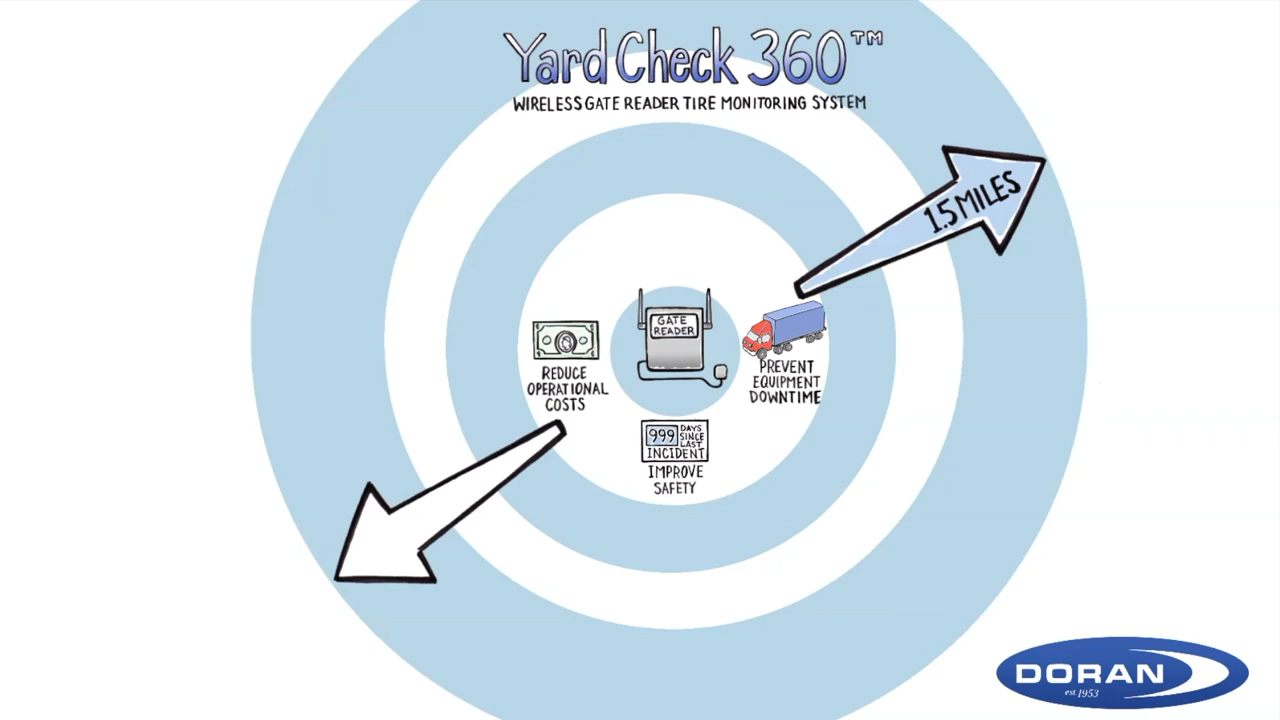 Yard Check 360™
WIRELESS GATE READER TIRE MONITORING SYSTEM
1.5 MILES
GATE
READER
REDUCE
OPERATIONAL
COSTS
PREVENT
EQUIPMENT
DOWNTIME
999
DAYS
SINCE
LAST
INCIDENT
IMPROVE
SAFETY
DORAN
est 1953